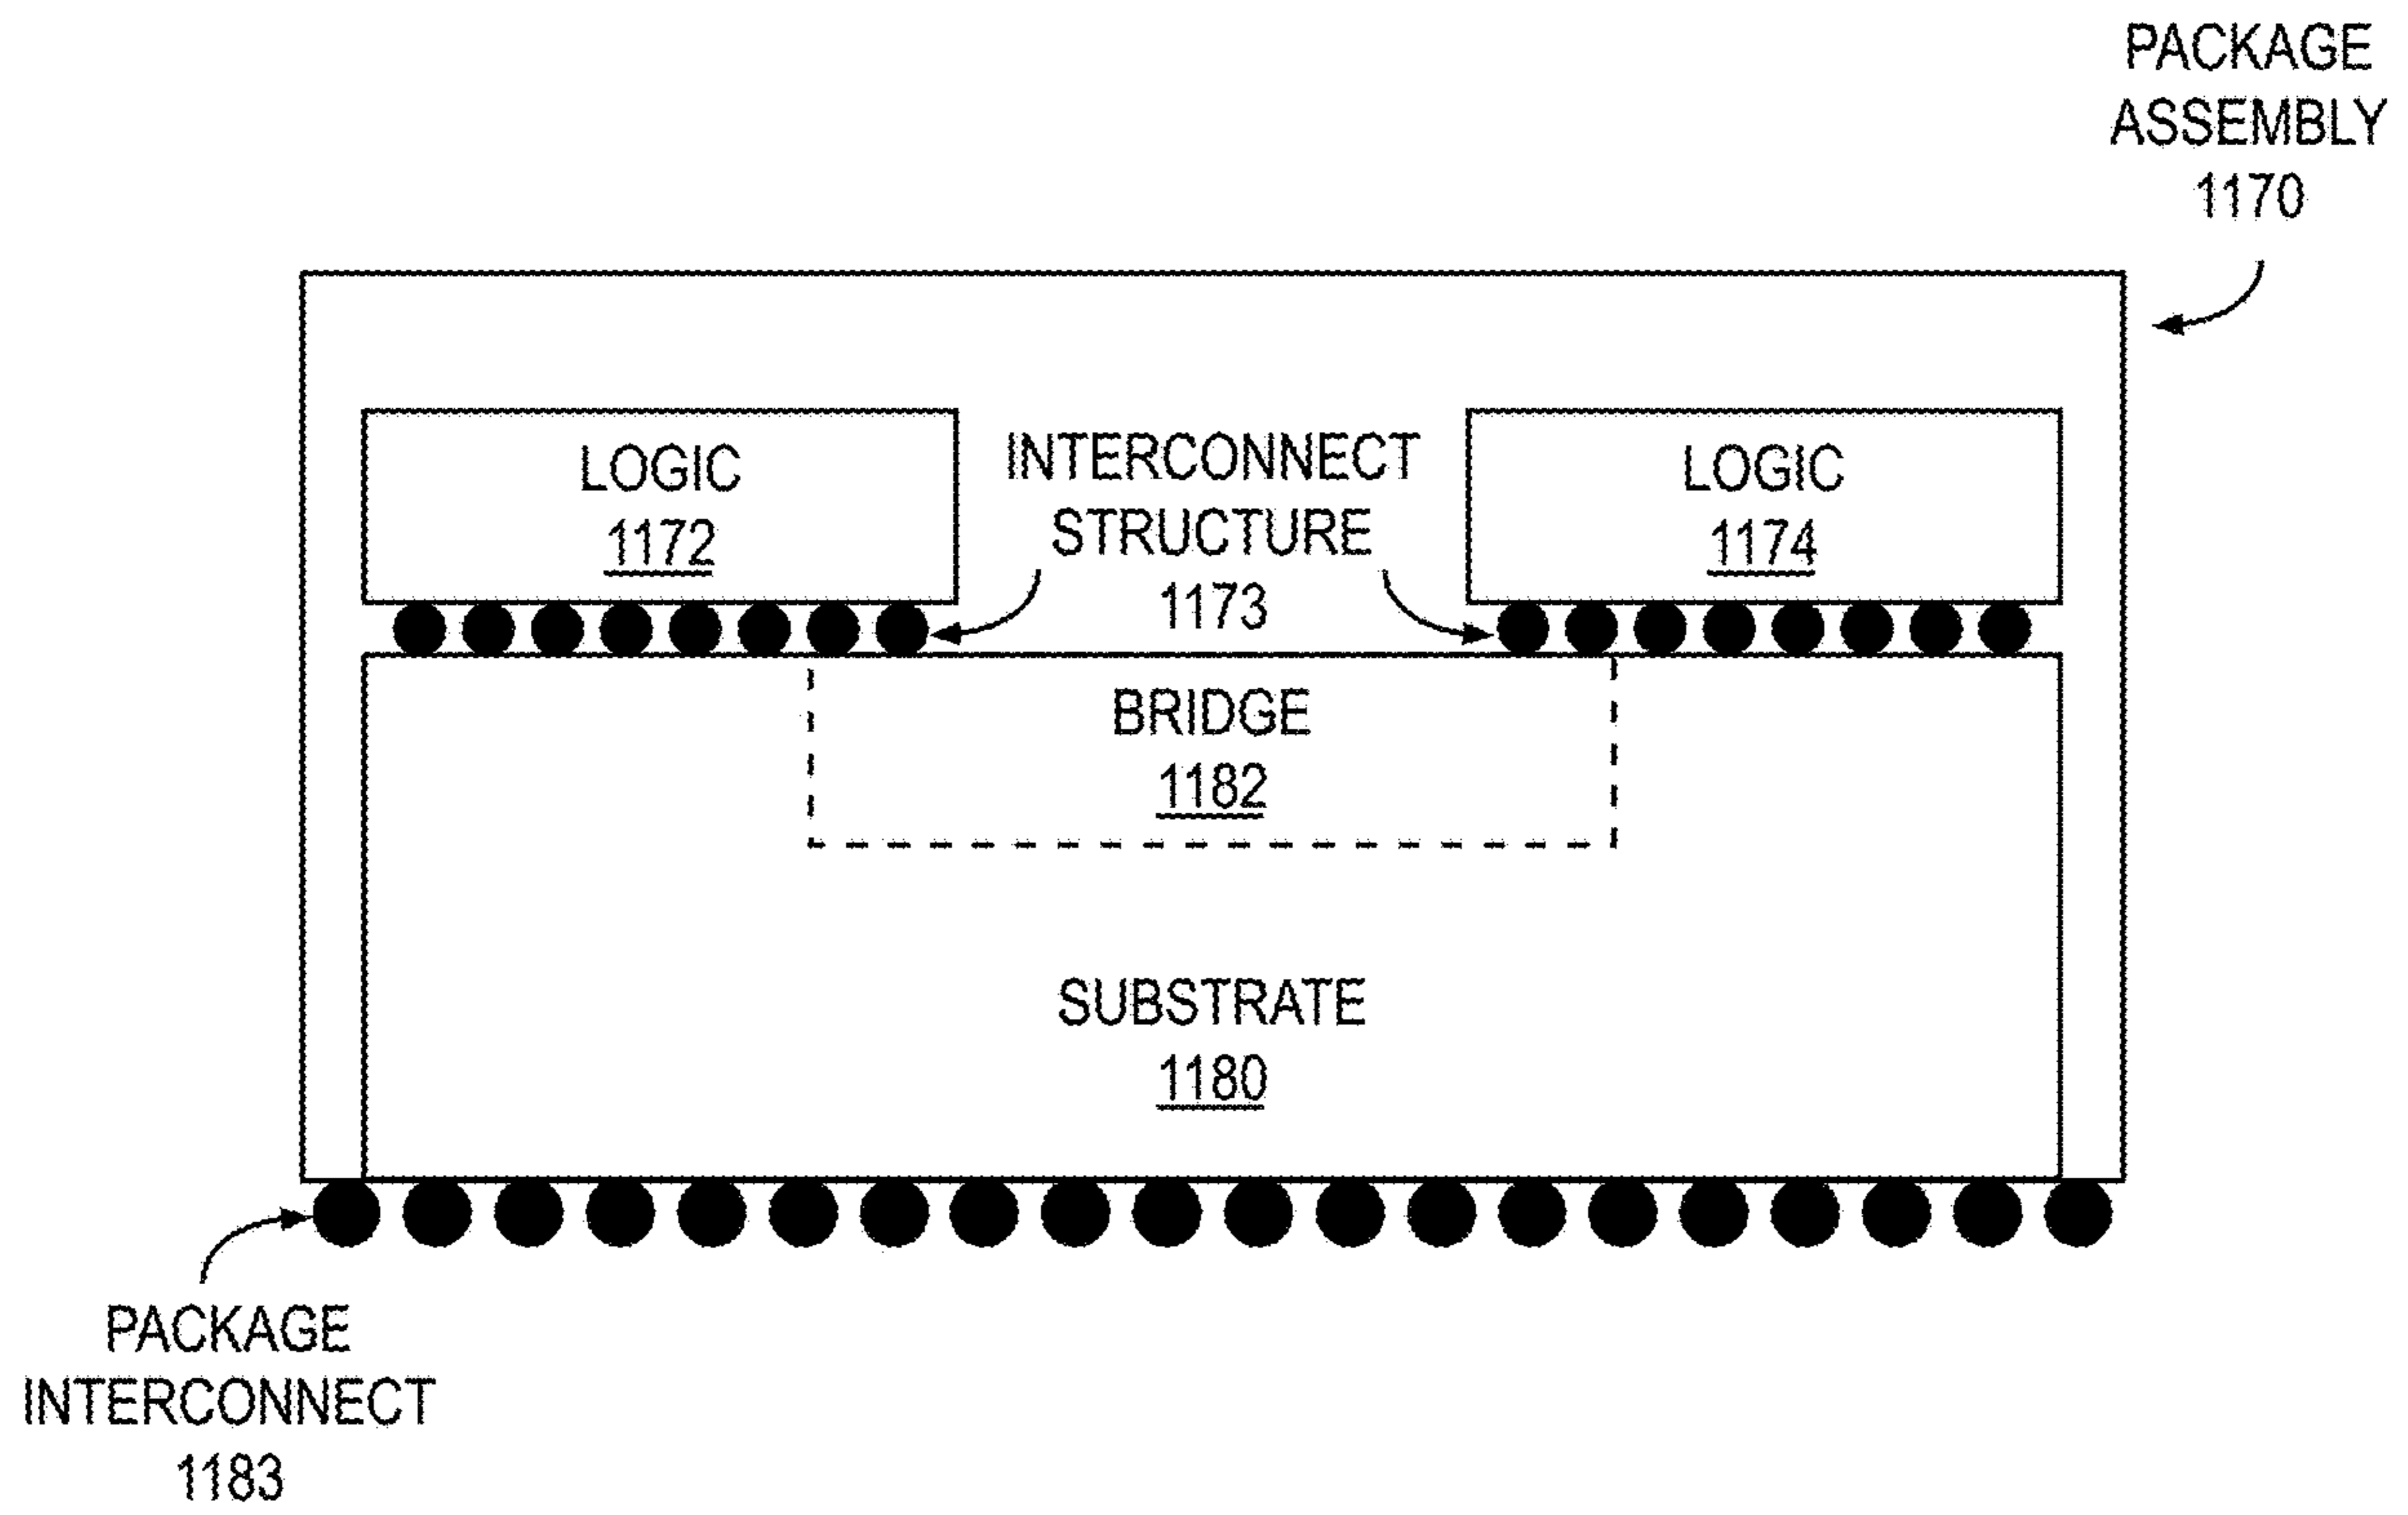 PACKAGE
ASSEMBLY
1170
LOGIC
1172
INTERCONNECT
STRUCTURE
1173
LOGIC
1174
BRIDGE
1182
SUBSTRATE
1180
PACKAGE
INTERCONNECT
1183